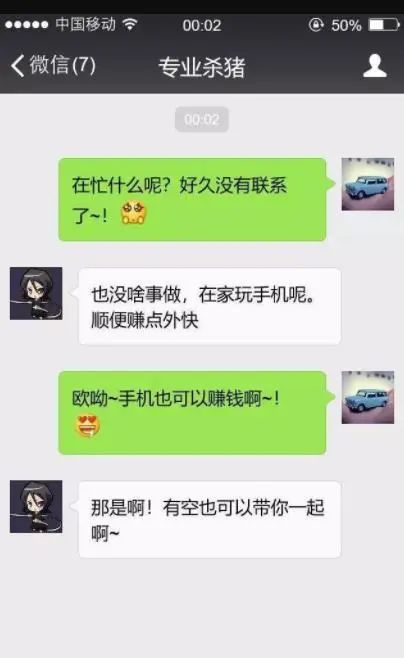 中国移动 00:02 50%
微信(7) 专业杀猪
00:02
在忙什么呢？好久没有联系
了~！
也没啥事做，在家玩手机呢。
顺便赚点外快
欧呦~手机也可以赚钱啊~！
那是啊！有空也可以带你一起
啊~